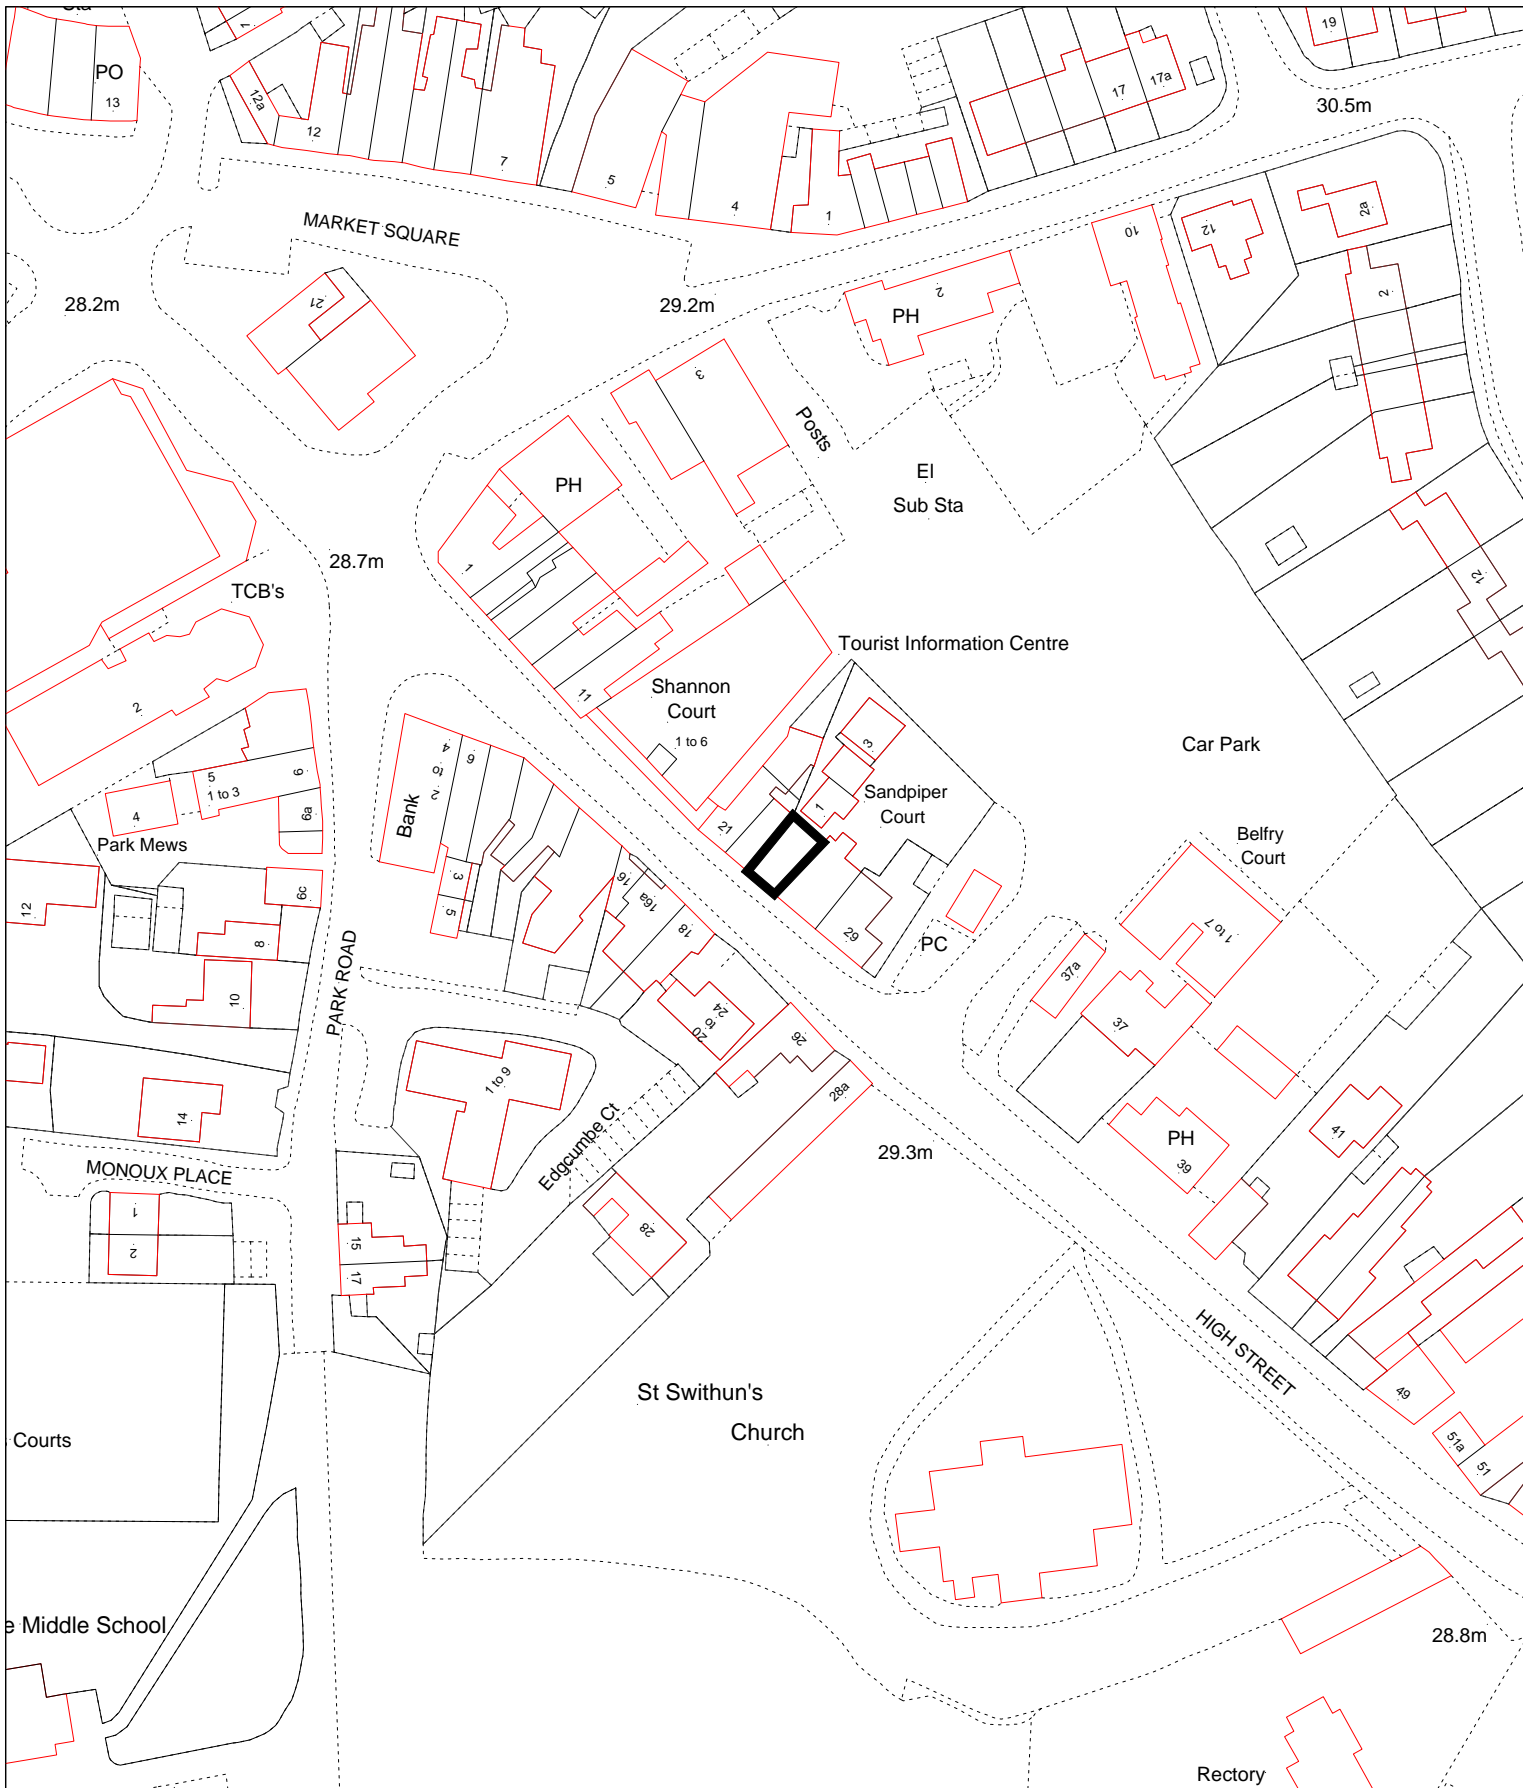 PO
13
12a
12
7
5
4
1
17
17a
19
30.5m
MARKET SQUARE
28.2m
21
29.2m
PH
2
10
12
2a
2
3
Posts
El
Sub Sta
PH
1
28.7m
TCB's
12
Tourist Information Centre
Shannon
Court
1 to 6
11
2
3
Sandpiper
Court
1
Car Park
5
1 to 3
9
6a
4
Park Mews
Bank
2 to 4
6
21
Belfry
Court
1 to 7
12
6c
8
10
3
5
16
16a
18
29
PC
37a
37
PARK ROAD
20 to 24
26
28a
1 to 9
Edgcumbe Ct
14
MONOUX PLACE
29.3m
PH
39
41
1
2
15
17
28
HIGH STREET
St Swithun's
Church
49
51a
51
Courts
e Middle School
28.8m
Rectory